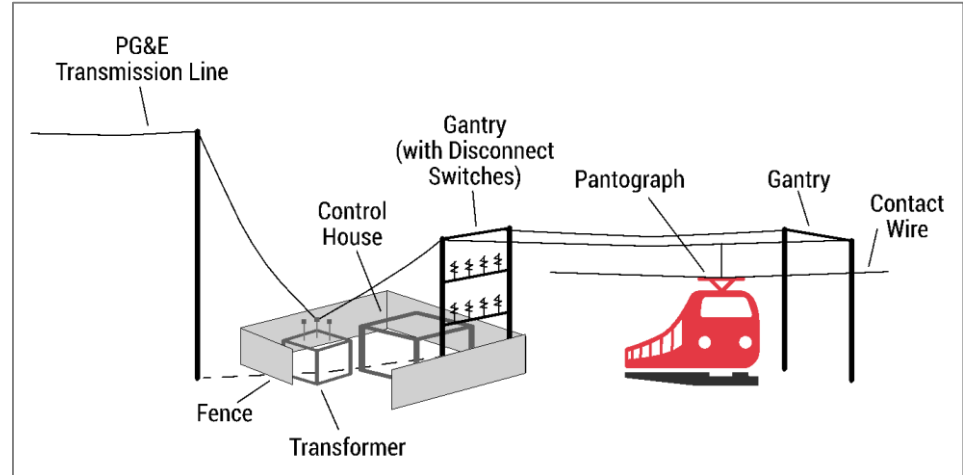 PG&E
Transmission Line
Gantry
(with Disconnect
Switches)
Control
House
Pantograph
Gantry
Contact
Wire
Fence
Transformer